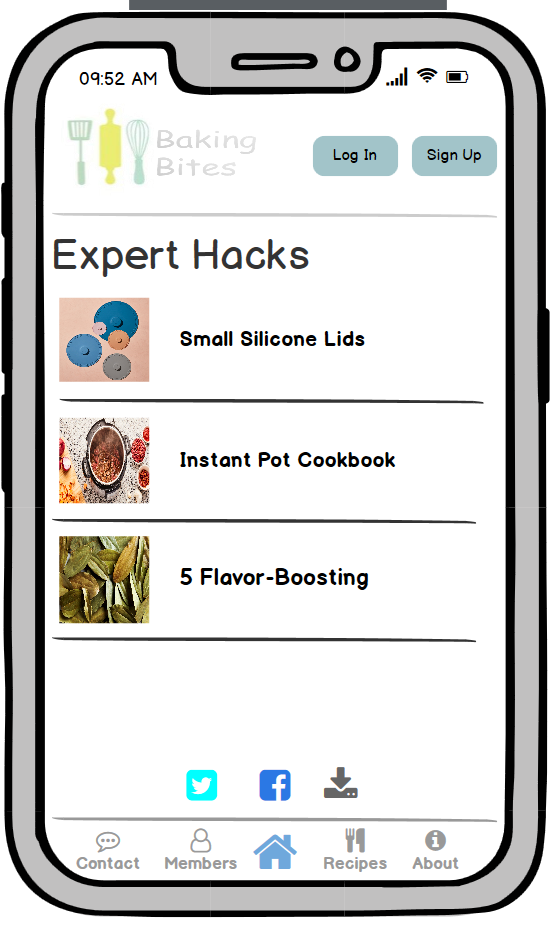 09:52 AM
Baking
Bites
Log In
Sign Up
Expert Hacks
Small Silicone Lids
Instant Pot Cookbook
5 Flavor-Boosting
Contact
Members
Recipes
About